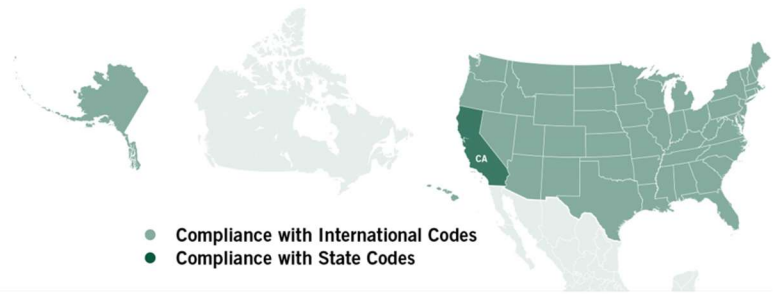 CA
Compliance with International Codes
Compliance with State Codes